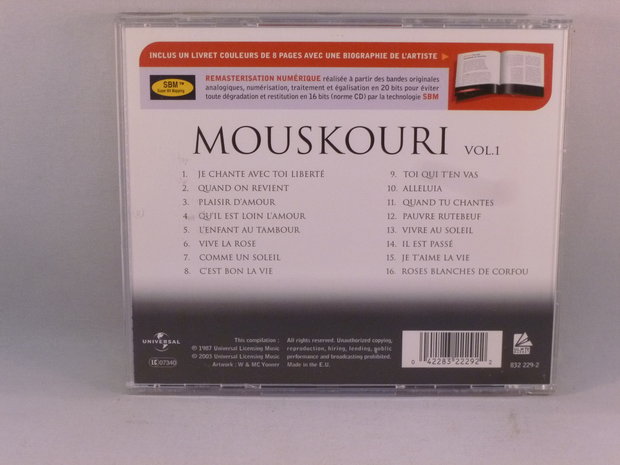 INCLUS UN LIVRET COULEURS DE 8 PAGES AVEC UNE BIOGRAPHIE DE L'ARTISTE
SBM
REMASTERISATION NUMÉRIQUE réalisée à partir des bandes originales
analogiques, numérisation, traitement et égalisation en 20 bits pour éviter
toute dégradation et restitution en 16 bits (norme CD) par la technologie SBM
MOUSKOURI VOL.1
1. JE CHANTE AVEC TOI LIBERTÉ
2. QUAND ON REVIENT
3. PLAISIR D'AMOUR
4. QU'IL EST LOIN L'AMOUR
5. L'ENFANT AU TAMBOUR
6. VIVE LA ROSE
7. COMME UN SOLEIL
8. C'EST BON LA VIE
9. TOI QUI T'EN VAS
10. ALLELUIA
11. QUAND TU CHANTES
12. PAUVRE RUTEBEUF
13. VIVRE AU SOLEIL
14. IL EST PASSÉ
15. JE T'AIME LA VIE
16. ROSES BLANCHES DE CORFOU
UNIVERSAL
LC 07340
This compilation :
℗ 1987 Universal Licensing Music
© 2003 Universal Licensing Music
Artwork : W & MC Yonner
All rights reserved. Unauthorized copying,
reproduction, hiring, lending, public
performance and broadcasting prohibited.
Made in the E.U.
0 42283 22292 2
832 229-2